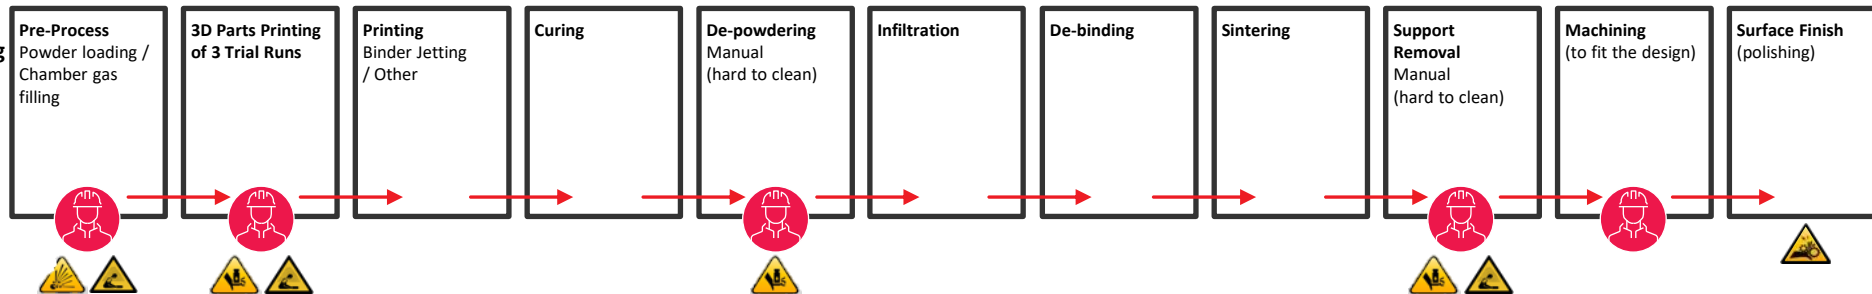 Pre-Process
Powder loading /
Chamber gas
filling
3D Parts Printing
of 3 Trial Runs
Printing
Binder Jetting
/ Other
Curing
De-powdering
Manual
(hard to clean)
Infiltration
De-binding
Sintering
Support
Removal
Manual
(hard to clean)
Machining
(to fit the design)
Surface Finish
(polishing)